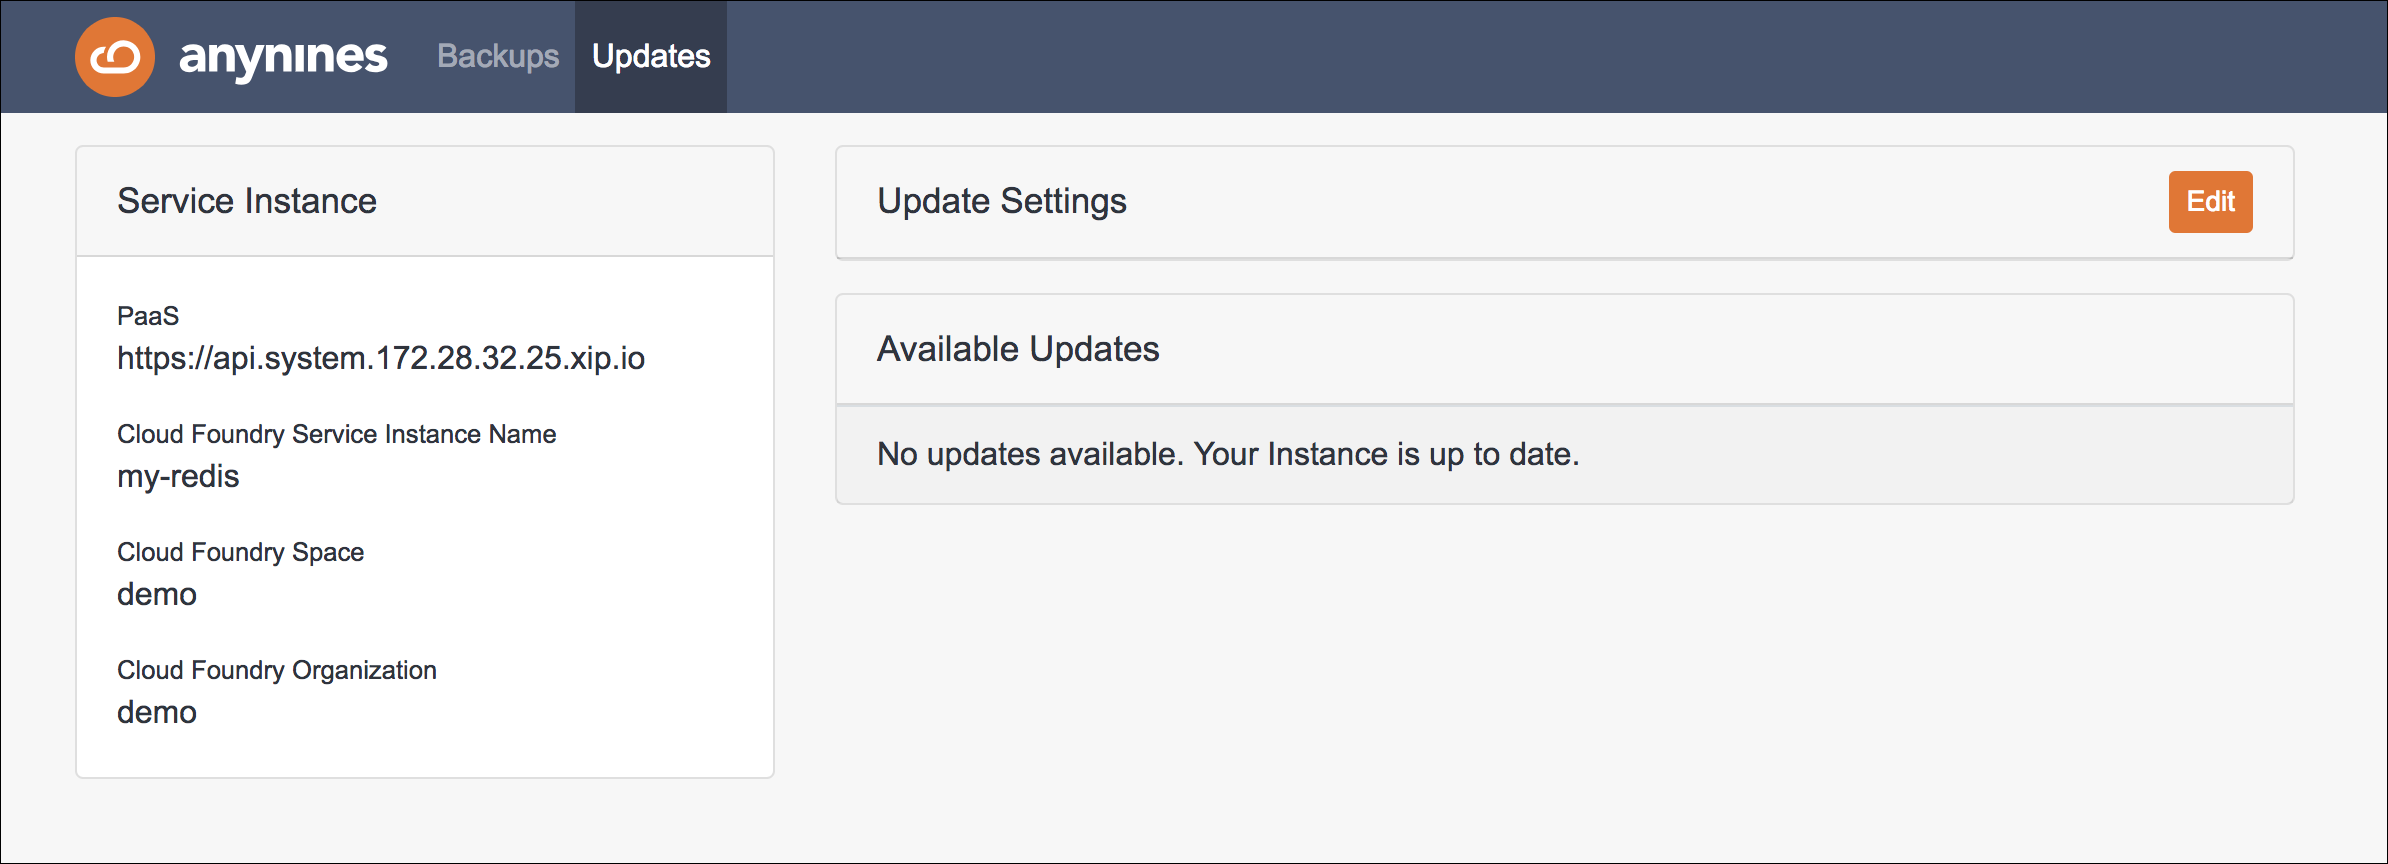 anynines
Backups
Updates
Service Instance
PaaS
https://api.system.172.28.32.25.xip.io
Cloud Foundry Service Instance Name
my-redis
Cloud Foundry Space
demo
Cloud Foundry Organization
demo
Update Settings
Edit
Available Updates
No updates available. Your Instance is up to date.